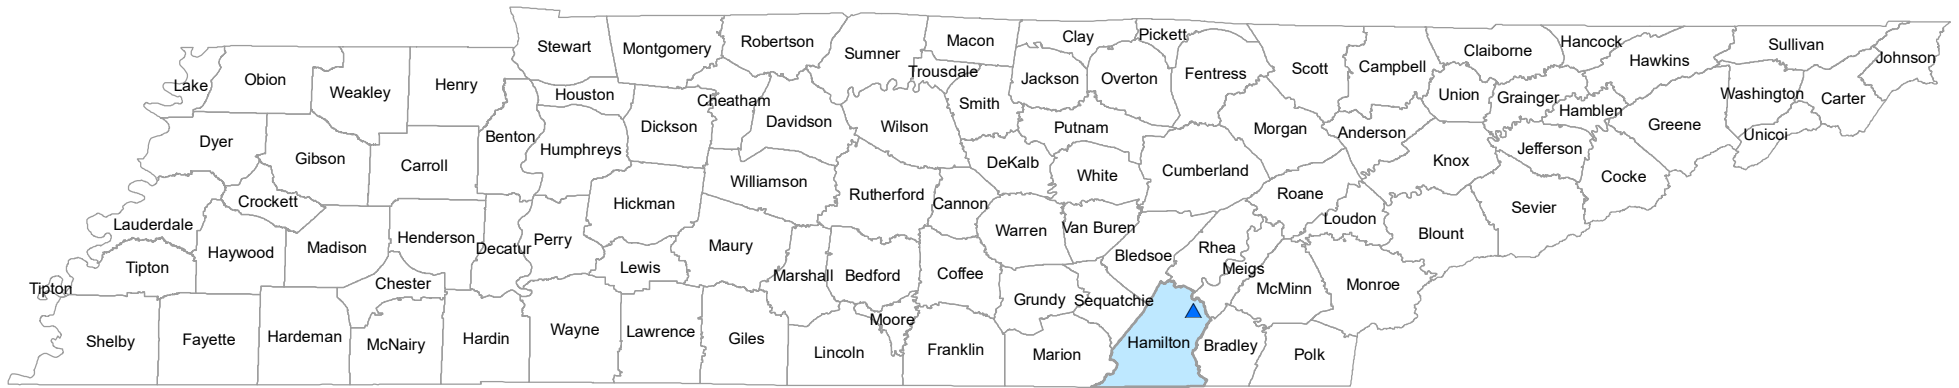 Stewart
Montgomery
Robertson
Sumner
Macon
Clay
Pickett
Trousdale
Jackson
Overton
Fentress
Scott
Campbell
Claiborne
Hancock
Hawkins
Sullivan
Johnson
Lake
Obion
Weakley
Henry
Houston
Cheatham
Dickson
Davidson
Wilson
Smith
Putnam
Morgan
Anderson
Union
Grainger
Hamblen
Greene
Washington
Carter
Unicoi
Dyer
Gibson
Carroll
Benton
Humphreys
Williamson
Rutherford
DeKalb
White
Cumberland
Roane
Knox
Jefferson
Cocke
Sevier
Lauderdale
Crockett
Haywood
Madison
Henderson
Decatur
Perry
Hickman
Lewis
Maury
Marshall
Bedford
Cannon
Coffee
Warren
Van Buren
Bledsoe
Rhea
Meigs
Loudon
Blount
Monroe
McMinn
Tipton
Tipton
Chester
Shelby
Fayette
Hardeman
McNairy
Hardin
Wayne
Lawrence
Giles
Lincoln
Moore
Franklin
Grundy
Sequatchie
Marion
Hamilton
Bradley
Polk